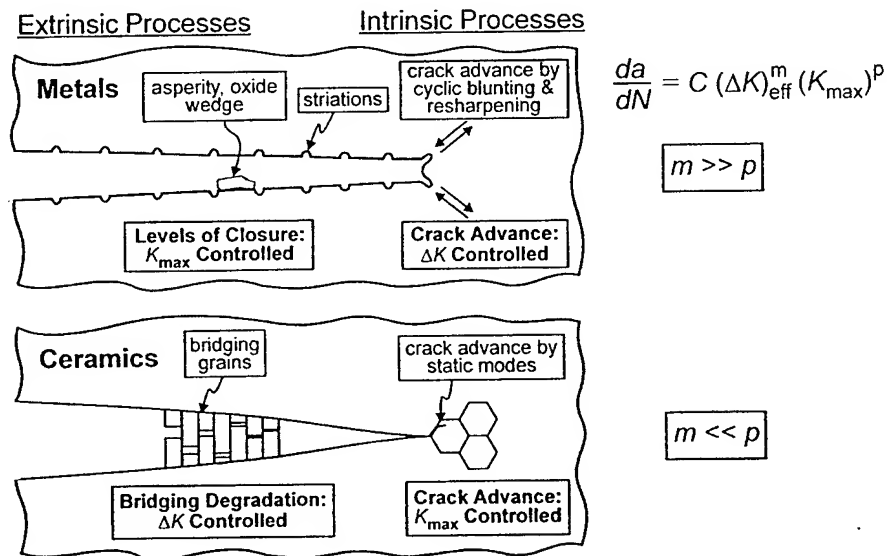 Extrinsic Processes
Intrinsic Processes
Metals
asperity, oxide
wedge
striations
crack advance by
cyclic blunting &
resharpening
Levels of Closure:
K_max Controlled
Crack Advance:
ΔK Controlled
da/dN = C (ΔK)_eff^m (K_max)^p
m >> p
Ceramics
bridging
grains
crack advance by
static modes
Bridging Degradation:
ΔK Controlled
Crack Advance:
K_max Controlled
m << p